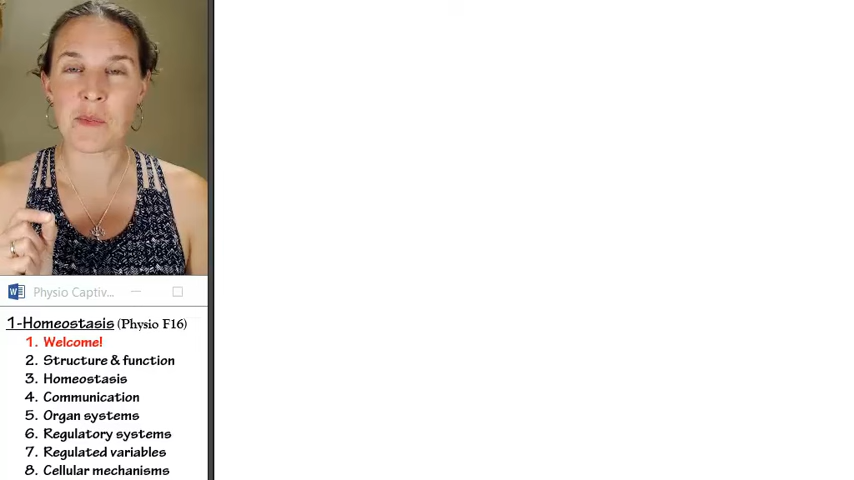 Physio Captiv...
1-Homeostasis (Physio F16)
1. Welcome!
2. Structure & function
3. Homeostasis
4. Communication
5. Organ systems
6. Regulatory systems
7. Regulated variables
8. Cellular mechanisms